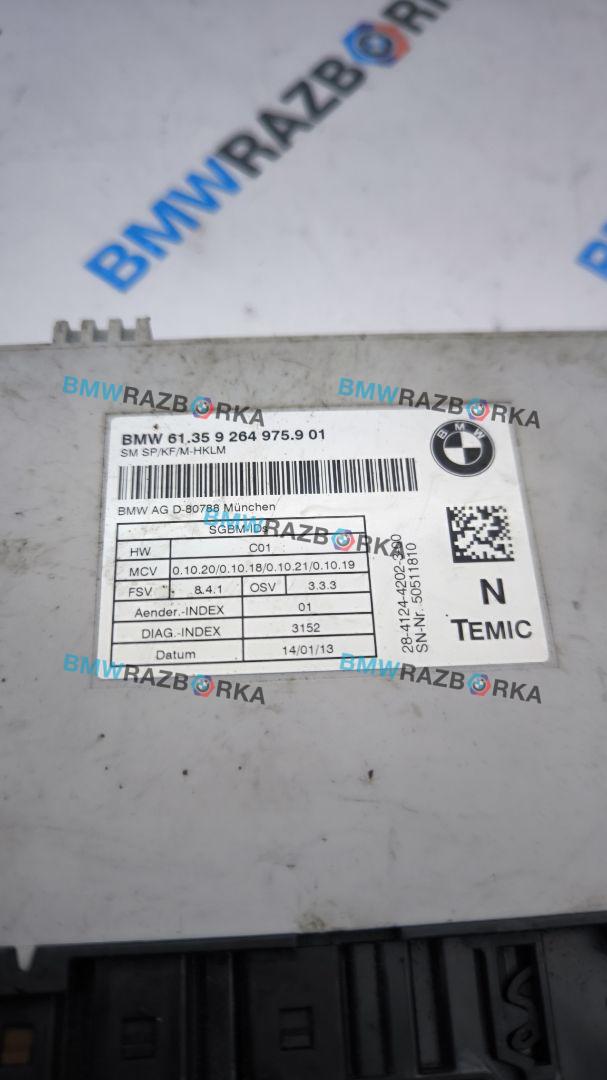 BMWRAZBORKA
BMWRAZBORKA
BMWRAZBORKA
BMW 61.35 9 264 975.9 01
SM SP/KF/M-HKLM
BMW
BMW AG D-80788 München
BMWRAZBORKA
SGBM-IDs
HW C01
MCV 0.10.20/0.10.18/0.10.21/0.10.19
FSV 8.4.1 OSV 3.3.3
Aender.-INDEX 01
DIAG.-INDEX 3152
Datum 14/01/13
SN-Nr. 50511810
N
TEMIC
BMWRAZBORKA
BMWRAZBORKA